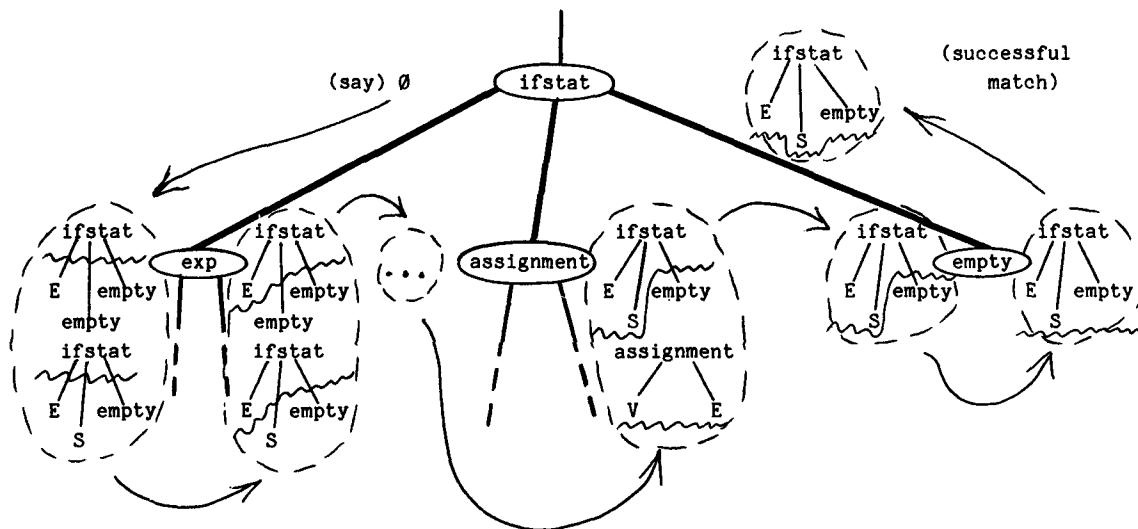 ifstat
(successful
(say) Ø
ifstat
match)
E
empty
S
ifstat
ifstat
ifstat
ifstat
ifstat
exp
...
assignment
empty
E
empty
E
empty
E
empty
E
empty
E
empty
empty
empty
S
S
S
ifstat
ifstat
assignment
E
empty
E
empty
V
E
S
S